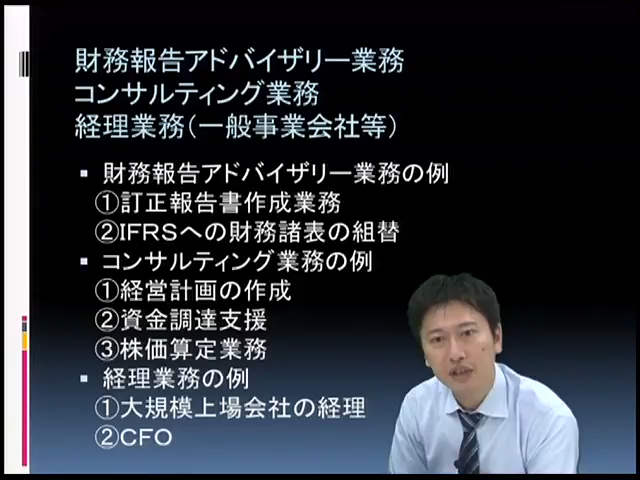 財務報告アドバイザリー業務
コンサルティング業務
経理業務（一般事業会社等）
▪ 財務報告アドバイザリー業務の例
①訂正報告書作成業務
②IFRSへの財務諸表の組替
▪ コンサルティング業務の例
①経営計画の作成
②資金調達支援
③株価算定業務
▪ 経理業務の例
①大規模上場会社の経理
②CFO